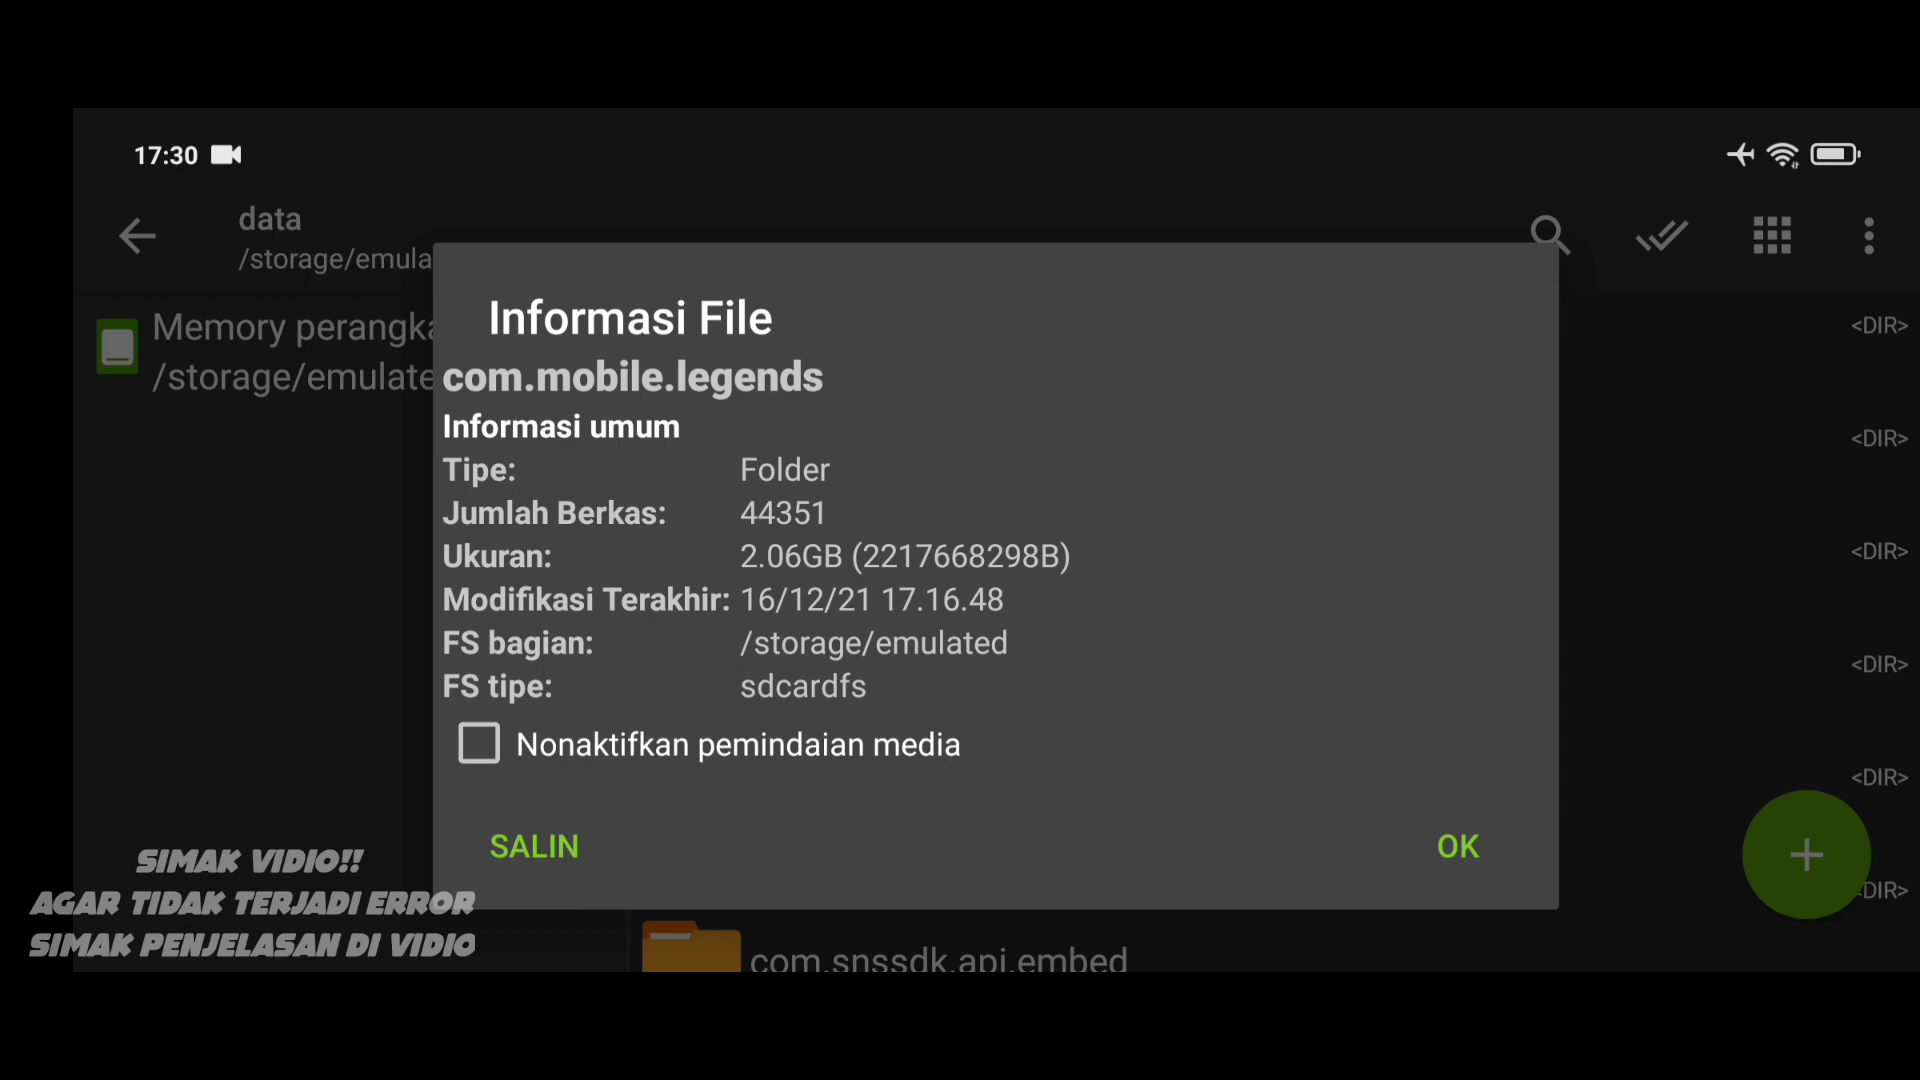 17:30
data
/storage/emula
Memory perangka
/storage/emulate
Informasi File
com.mobile.legends
Informasi umum
Tipe: Folder
Jumlah Berkas: 44351
Ukuran: 2.06GB (2217668298B)
Modifikasi Terakhir: 16/12/21 17.16.48
FS bagian: /storage/emulated
FS tipe: sdcardfs
Nonaktifkan pemindaian media
SALIN OK
<DIR>
<DIR>
<DIR>
<DIR>
<DIR>
DIR>
com.snssdk.api.embed
SIMAK VIDIO!!
AGAR TIDAK TERJADI ERROR
SIMAK PENJELASAN DI VIDIO